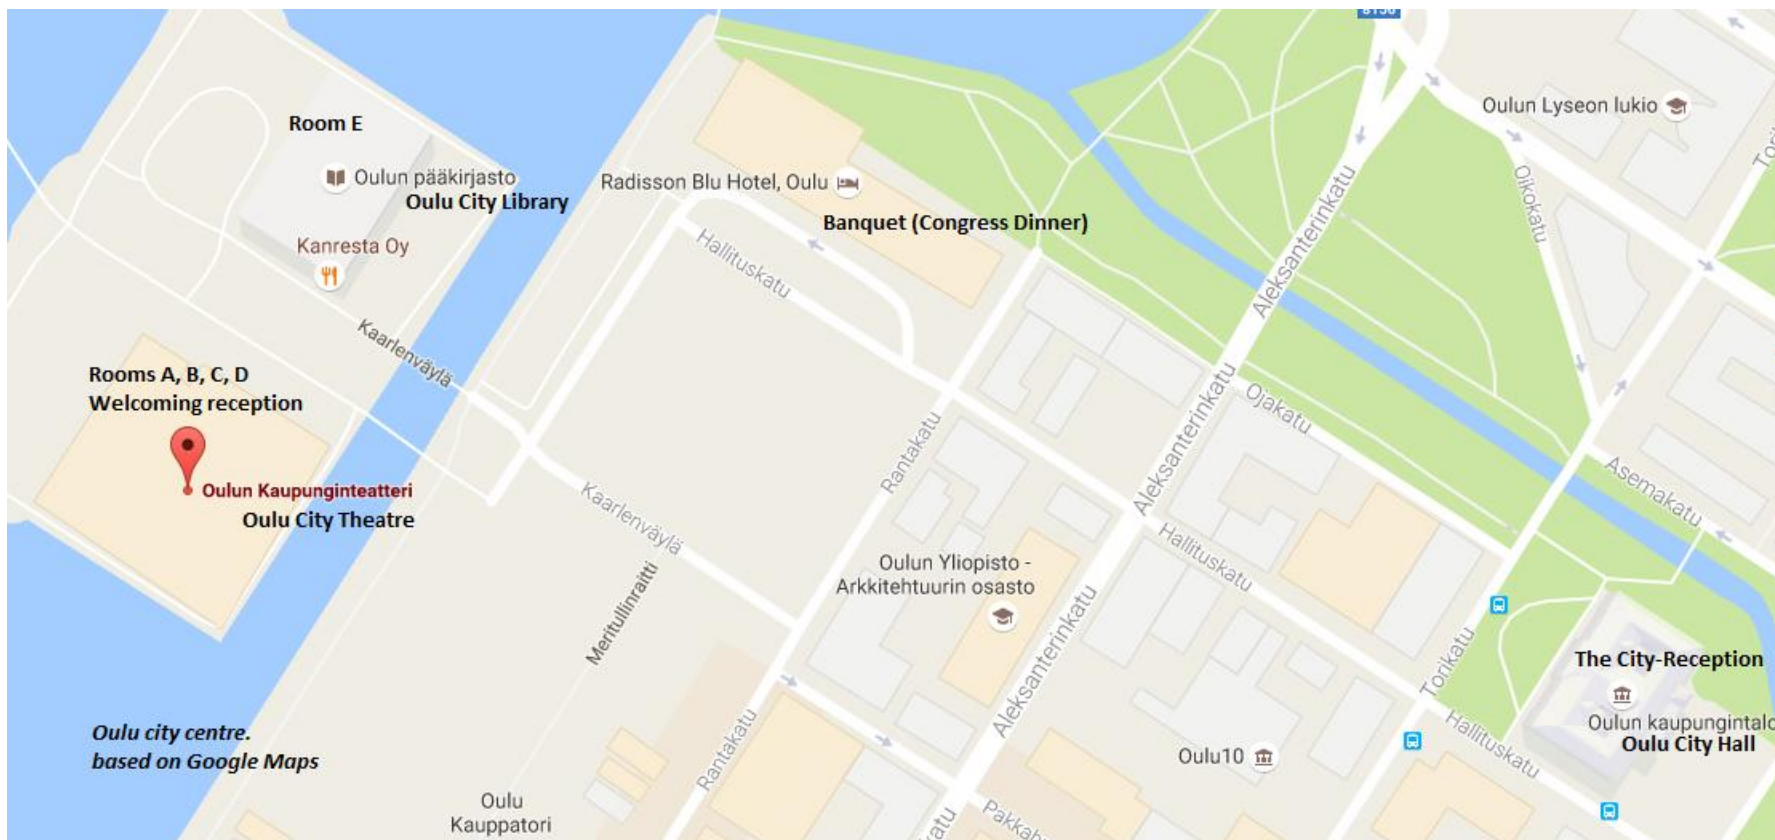 8156
Oulun Lyseon lukio
Room E
Oulun pääkirjasto
Oulu City Library
Radisson Blu Hotel, Oulu
Banquet (Congress Dinner)
Kanresta Oy
Hallituskatu
Aleksanterinkatu
Oikokatu
Kaarlenväylä
Rooms A, B, C, D
Welcoming reception
Oulun Kaupunginteatteri
Oulu City Theatre
Rantakatu
Aleksanterinkatu
Ojakatu
Asemakatu
Kaarlenväylä
Hallituskatu
Oulun Yliopisto -
Arkkitehtuurin osasto
Meritullinraitti
Aleksanterinkatu
Torikatu
The City-Reception
Oulun kaupungintalo
Oulu City Hall
Hallituskatu
Oulu city centre.
based on Google Maps
Rantakatu
Oulu10
Oulu
Kauppatori